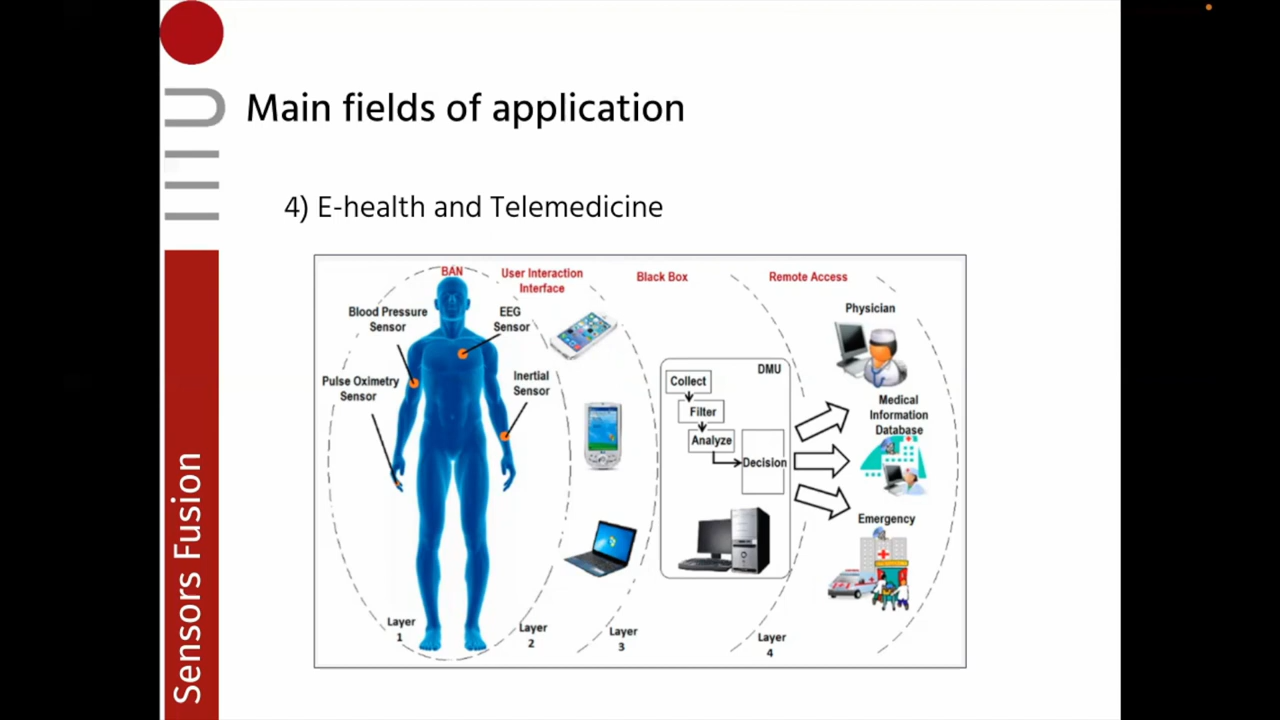 Main fields of application
4) E-health and Telemedicine
BAN
User Interaction
Interface
Black Box
Remote Access
Blood Pressure
Sensor
EEG
Sensor
Pulse Oximetry
Sensor
Inertial
Sensor
DMU
Collect
Filter
Analyze
Decision
Physician
Medical
Information
Database
Emergency
Layer
1
Layer
2
Layer
3
Layer
4
Sensors Fusion